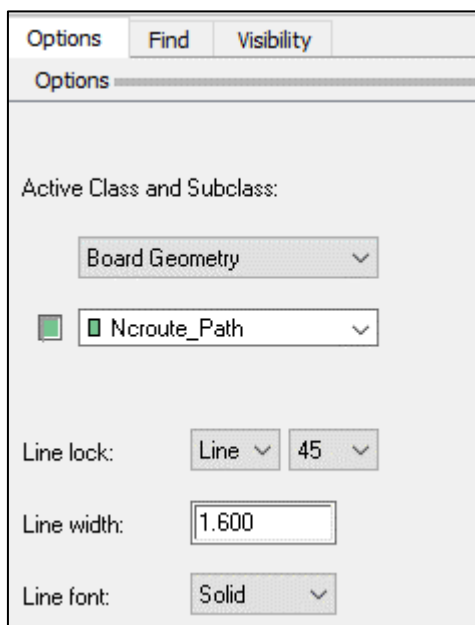 Options Find Visibility
Options
Active Class and Subclass:
Board Geometry
Ncroute_Path
Line lock: Line 45
Line width: 1.600
Line font: Solid